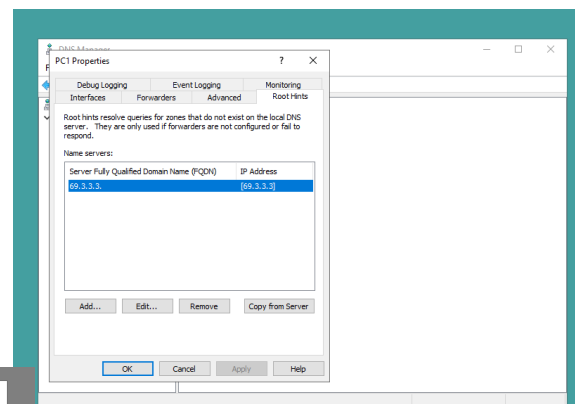 DNS Manager
PC1 Properties ? X
Debug Logging Event Logging Monitoring
Interfaces Forwarders Advanced Root Hints
Root hints resolve queries for zones that do not exist on the local DNS
server. They are only used if forwarders are not configured or fail to
respond.
Name servers:
Server Fully Qualified Domain Name (FQDN) IP Address
69.3.3.3. [69.3.3.3]
Add... Edit... Remove Copy from Server
OK Cancel Apply Help